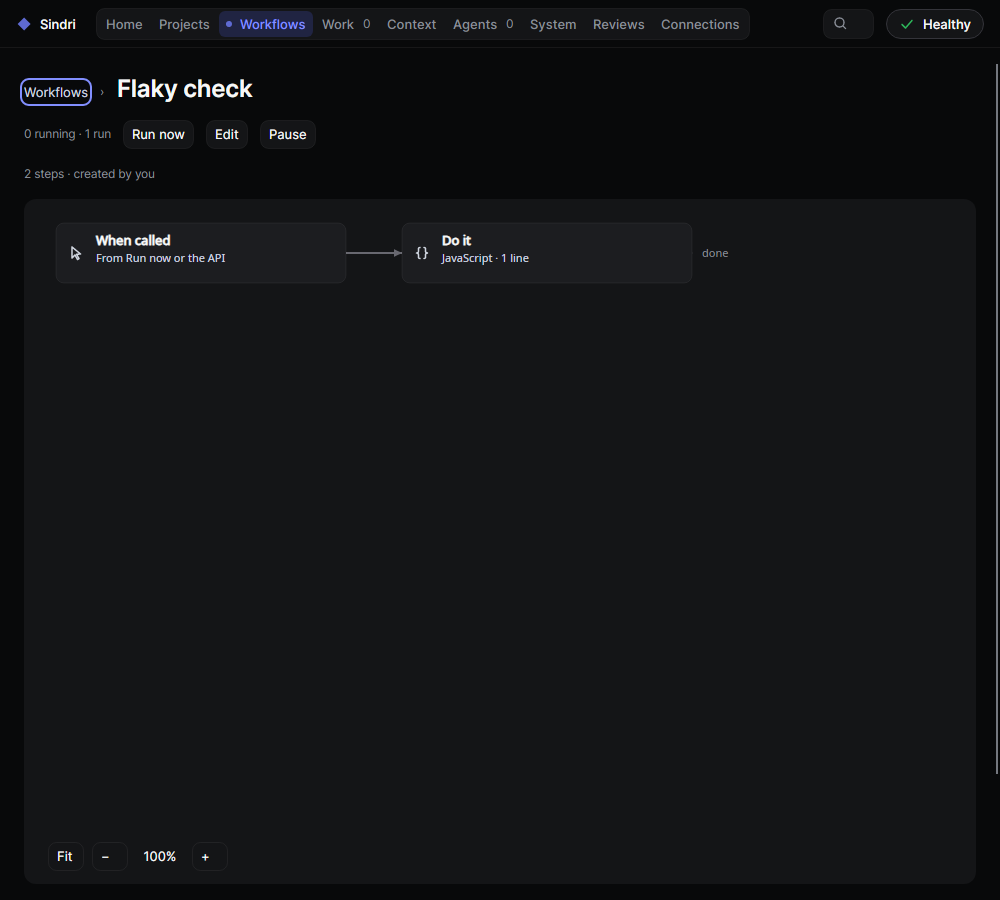 Sindri
Home Projects Workflows Work 0 Context Agents 0 System Reviews Connections
Healthy
Workflows › Flaky check
0 running · 1 run Run now Edit Pause
2 steps · created by you
When called
From Run now or the API
{} Do it
JavaScript · 1 line
done
Fit − 100% +